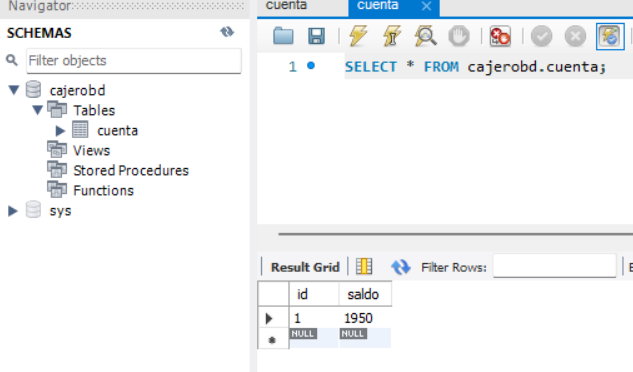 Navigator
SCHEMAS
Filter objects
cajerobd
Tables
cuenta
Views
Stored Procedures
Functions
sys
cuenta
cuenta
1
SELECT * FROM cajerobd.cuenta;
Result Grid
Filter Rows:
id saldo
1 1950
NULL NULL